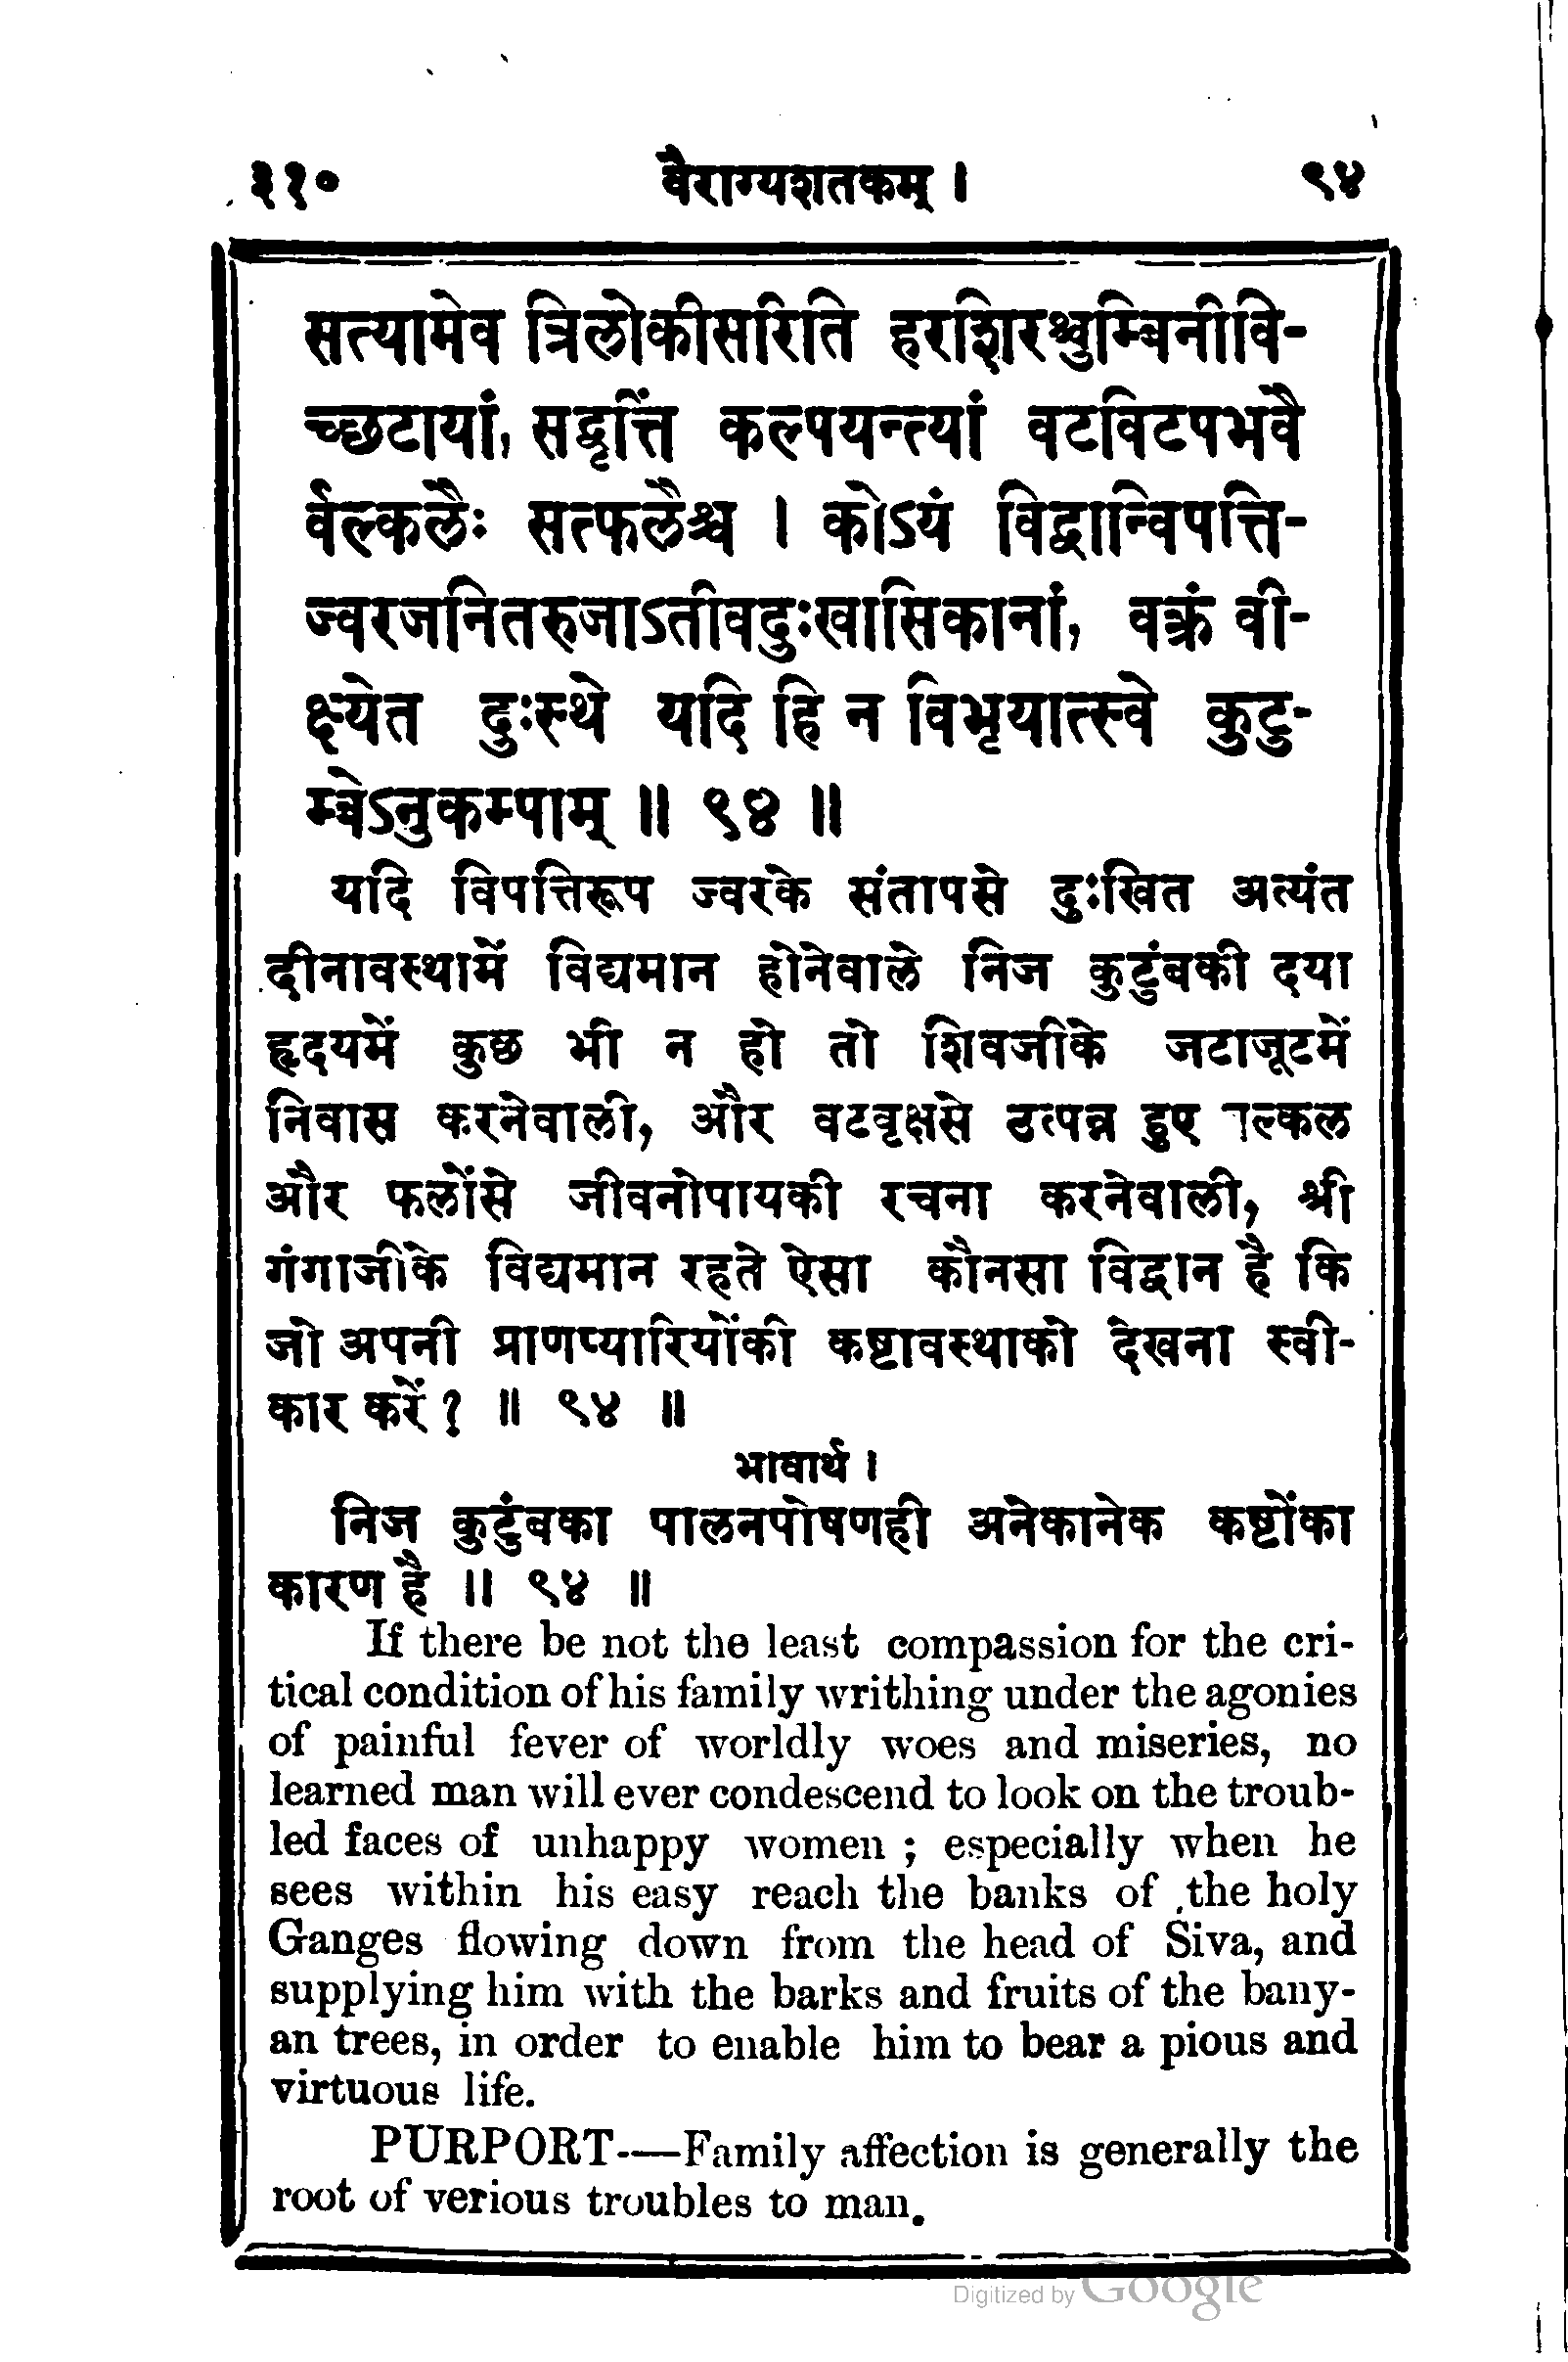 ३१० वैराग्यशतकम् । ९४
सत्यामेव त्रिलोकीसरिति हरशिरश्चुम्बिनीवि-
च्छटायां, सद्वृत्तिं कल्पयन्त्यां वटविटपभवै
र्वल्कलैः सत्फलैश्च । कोऽयं विद्वान्विपत्ति-
ज्वरजनितरुजाऽतीवदुःखासिकानां, वक्रं वी-
क्ष्येत दुःस्थे यदि हि न विभृयात्स्वे कुटु-
म्बेऽनुकम्पाम् ॥ ९४ ॥
यदि विपत्तिरूप ज्वरके संतापसे दुःखित अत्यंत
दीनावस्थामें विद्यमान होनेवाले निज कुटुंबकी दया
हृदयमें कुछ भी न हो तो शिवजीके जटाजूटमें
निवास करनेवाली, और वटवृक्षसे उत्पन्न हुए ाल्कल
और फलोंसे जीवनोपायकी रचना करनेवाली, श्री
गंगाजीके विद्यमान रहते ऐसा कौनसा विद्वान है कि
जो अपनी प्राणप्यारियोंकी कष्टावस्थाको देखना स्वी-
कार करें ? ॥ ९४ ॥
भावार्थ ।
निज कुटुंबका पालनपोषणही अनेकानेक कष्टोंका
कारण है ॥ ९४ ॥
If there be not the least compassion for the cri-
tical condition of his family writhing under the agonies
of painful fever of worldly woes and miseries, no
learned man will ever condescend to look on the troub-
led faces of unhappy women ; especially when he
sees within his easy reach the banks of the holy
Ganges flowing down from the head of Śiva, and
supplying him with the barks and fruits of the bany-
an trees, in order to enable him to bear a pious and
virtuous life.
PURPORT-—Family affection is generally the
root of verious troubles to man.
Digitized by Google